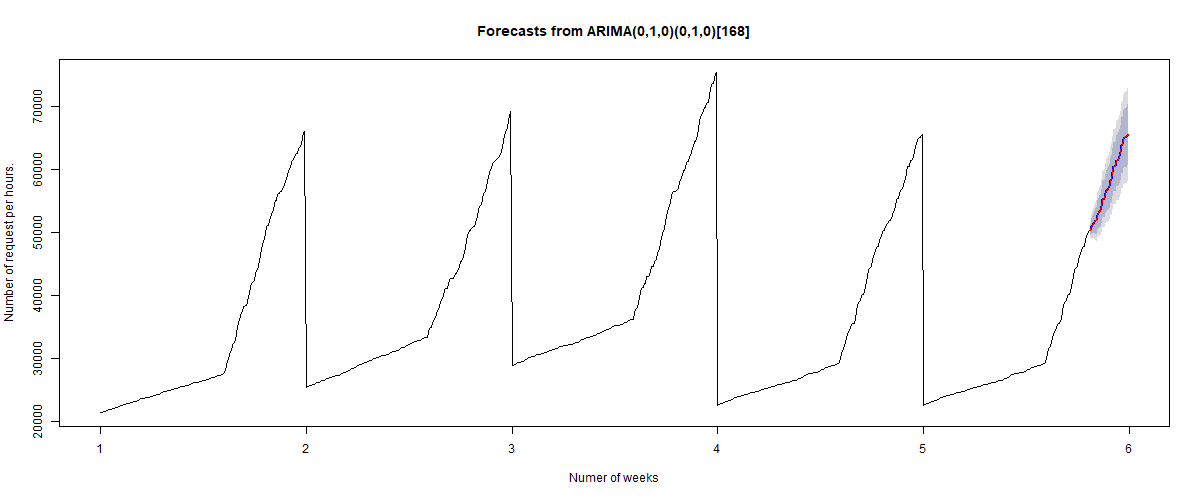 Forecasts from ARIMA(0,1,0)(0,1,0)[168]
Number of request per hours.
70000
60000
50000
40000
30000
20000
1 2 3 4 5 6
Numer of weeks